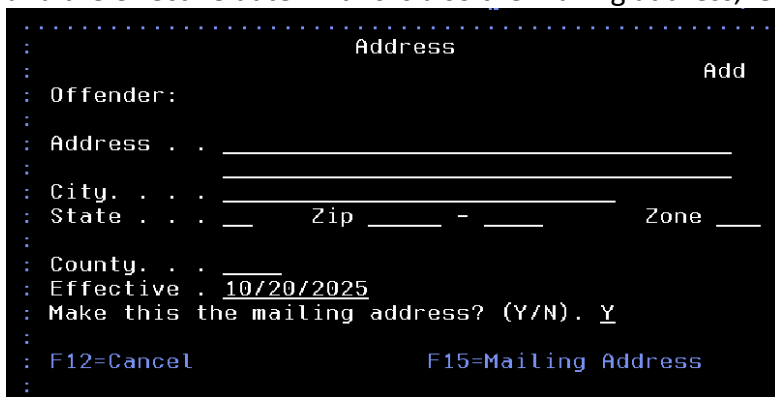 Address
Add
Offender:
Address . .
City. . . .
State . . . Zip - Zone
County. . .
Effective . 10/20/2025
Make this the mailing address? (Y/N). Y
F12=Cancel F15=Mailing Address